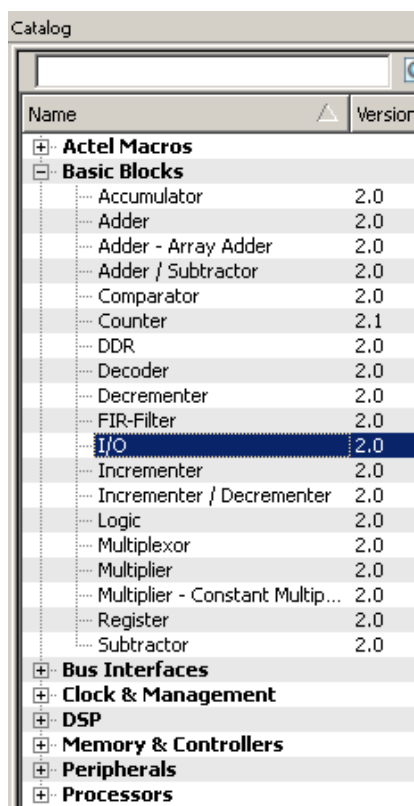 Catalog
Name Version
Actel Macros
Basic Blocks
Accumulator 2.0
Adder 2.0
Adder - Array Adder 2.0
Adder / Subtractor 2.0
Comparator 2.0
Counter 2.1
DDR 2.0
Decoder 2.0
Decrementer 2.0
FIR-Filter 2.0
I/O 2.0
Incrementer 2.0
Incrementer / Decrementer 2.0
Logic 2.0
Multiplexor 2.0
Multiplier 2.0
Multiplier - Constant Multip... 2.0
Register 2.0
Subtractor 2.0
Bus Interfaces
Clock & Management
DSP
Memory & Controllers
Peripherals
Processors